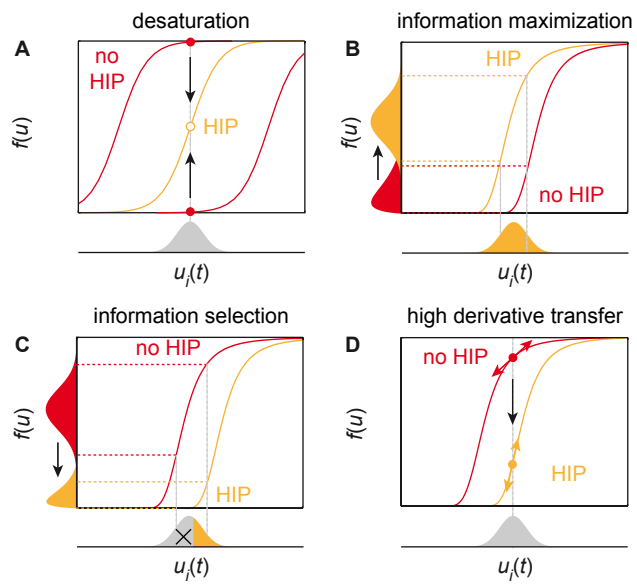 desaturation
A
no
HIP
HIP
f(u)
u_i(t)
information maximization
B
HIP
no HIP
f(u)
u_i(t)
information selection
C
no HIP
HIP
f(u)
u_i(t)
high derivative transfer
D
no HIP
HIP
f(u)
u_i(t)